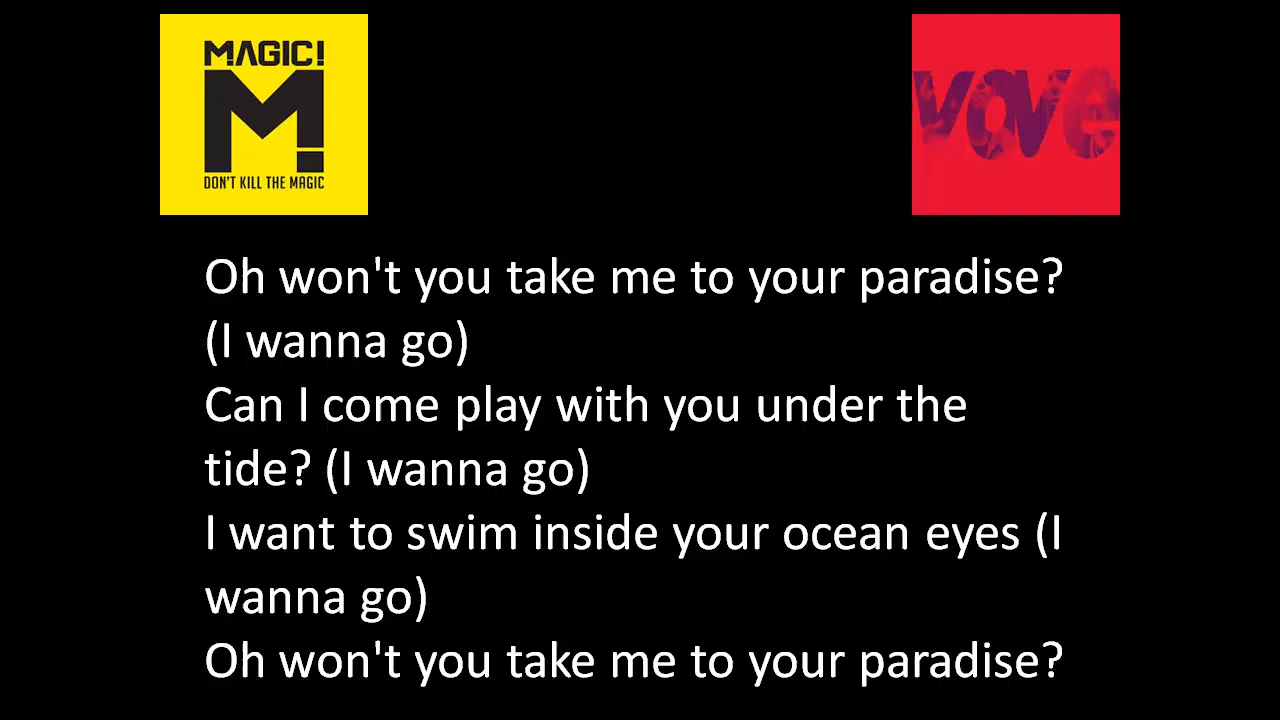 MAGIC!
M!
DON'T KILL THE MAGIC
vove
Oh won't you take me to your paradise?
(I wanna go)
Can I come play with you under the
tide? (I wanna go)
I want to swim inside your ocean eyes (I
wanna go)
Oh won't you take me to your paradise?